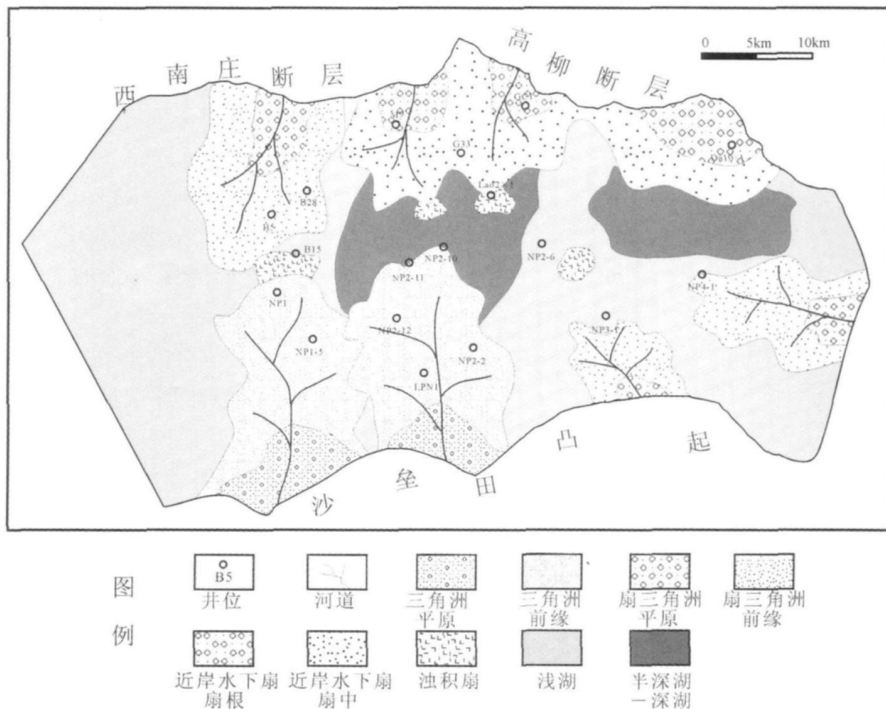 西南庄断层
高柳断层
0 5km 10km
G33
B28
B5
B15
NP2-10
NP2-6
NP2-11
NP4-1
NP1
NP2-12
NP3-1
NP1-5
NP2-2
LPN1
沙垒田凸起
图例
B5
井位
河道
三角洲平原
三角洲前缘
扇三角洲平原
扇三角洲前缘
近岸水下扇扇根
近岸水下扇扇中
浊积扇
浅湖
半深湖
—深湖